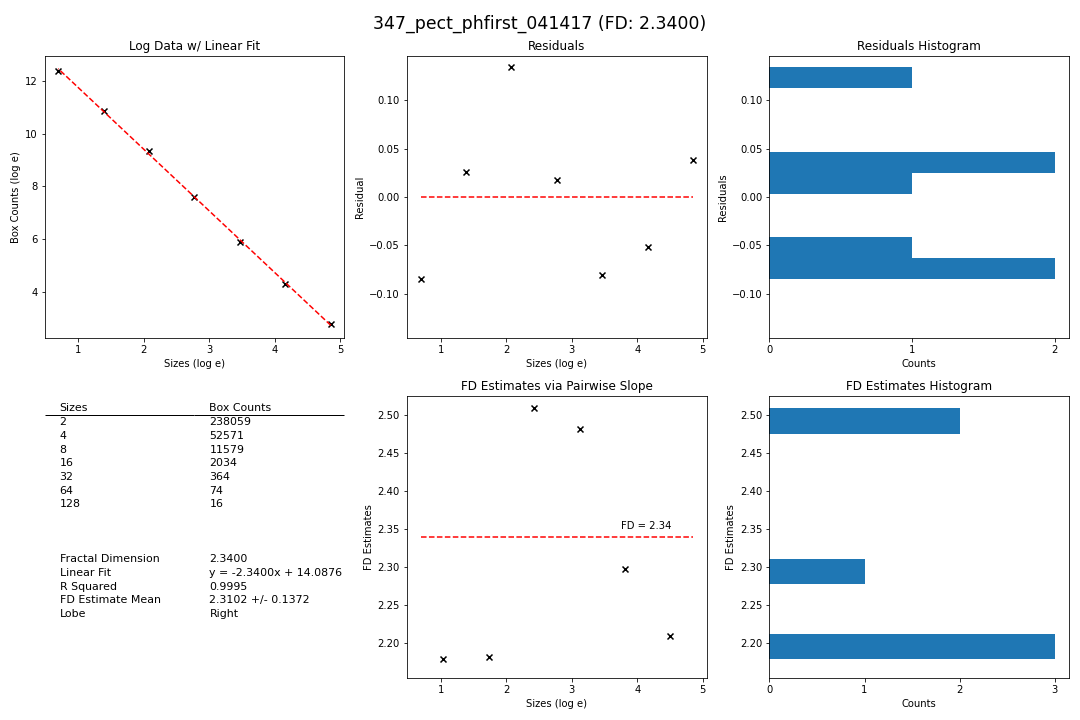 347_pect_phfirst_041417 (FD: 2.3400)
Log Data w/ Linear Fit
Box Counts (log e)
12
10
8
6
4
1 2 3 4 5
Sizes (log e)
Residuals
Residual
0.10
0.05
0.00
−0.05
−0.10
1 2 3 4 5
Sizes (log e)
Residuals Histogram
Residuals
0.10
0.05
0.00
−0.05
−0.10
0 1 2
Counts
Sizes Box Counts
2 238059
4 52571
8 11579
16 2034
32 364
64 74
128 16
Fractal Dimension 2.3400
Linear Fit y = -2.3400x + 14.0876
R Squared 0.9995
FD Estimate Mean 2.3102 +/- 0.1372
Lobe Right
FD Estimates via Pairwise Slope
FD Estimates
2.50
2.45
2.40
2.35
2.30
2.25
2.20
FD = 2.34
1 2 3 4 5
Sizes (log e)
FD Estimates Histogram
FD Estimates
2.50
2.45
2.40
2.35
2.30
2.25
2.20
0 1 2 3
Counts